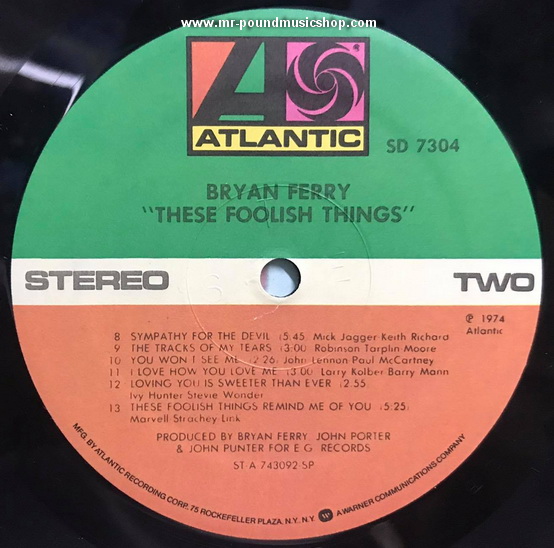 www.mr-poundmusicshop.com
ATLANTIC
SD 7304
BRYAN FERRY
"THESE FOOLISH THINGS"
STEREO
TWO
℗ 1974
Atlantic
8 SYMPATHY FOR THE DEVIL (5:45) Mick Jagger Keith Richard
9 THE TRACKS OF MY TEARS (3:00) Robinson Tarplin Moore
10 YOU WON'T SEE ME (2:26) John Lennon Paul McCartney
11 I LOVE HOW YOU LOVE ME (3:00) Larry Kolber Barry Mann
12 LOVING YOU IS SWEETER THAN EVER (2:55)
Ivy Hunter Stevie Wonder
13 THESE FOOLISH THINGS REMIND ME OF YOU (5:25)
Marvell Strachey Link
PRODUCED BY BRYAN FERRY, JOHN PORTER
& JOHN PUNTER FOR E.G. RECORDS
ST A 743092 SP
MFG. BY ATLANTIC RECORDING CORP., 75 ROCKEFELLER PLAZA, N.Y. N.Y. A WARNER COMMUNICATIONS COMPANY